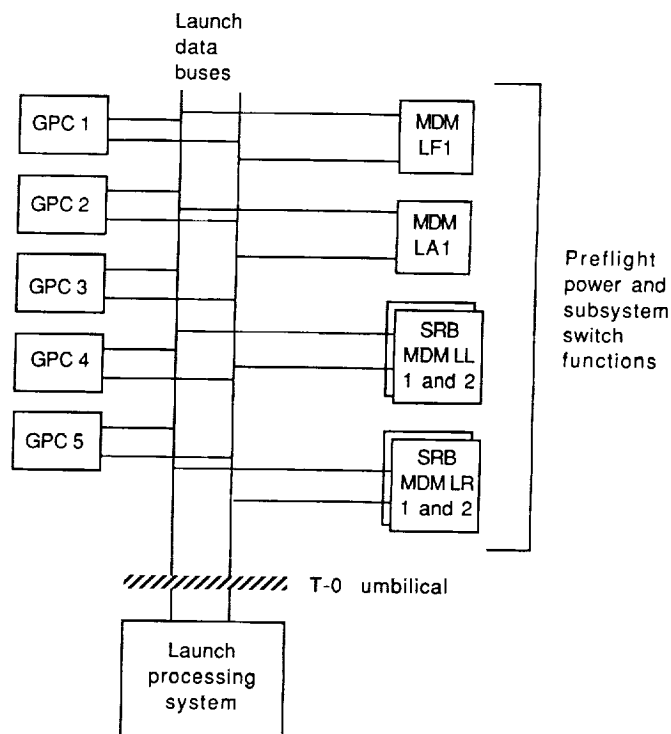 Launch
data
buses
GPC 1
GPC 2
GPC 3
GPC 4
GPC 5
MDM
LF1
MDM
LA1
SRB
MDM LL
1 and 2
SRB
MDM LR
1 and 2
Preflight
power and
subsystem
switch
functions
T-0 umbilical
Launch
processing
system